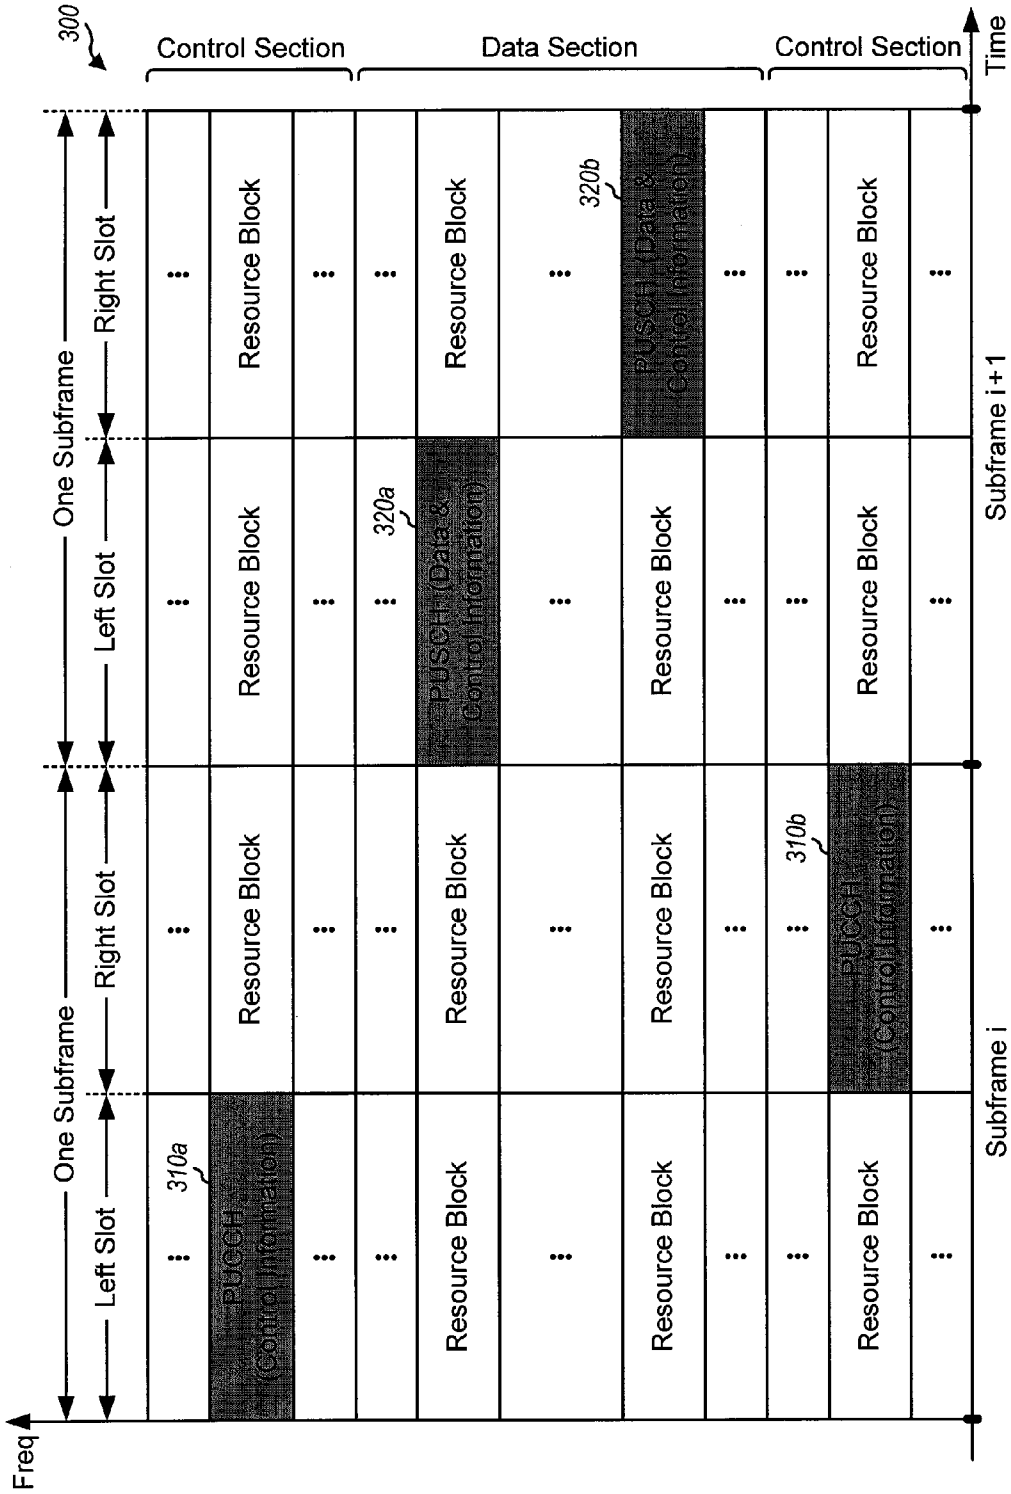 300
One Subframe
One Subframe
Left Slot
Right Slot
Left Slot
Right Slot
Freq
...
...
...
...
Control Section
310a
PUCCH
(Control Information)
Resource Block
Resource Block
Resource Block
...
...
...
...
...
...
...
...
Data Section
320a
Resource Block
Resource Block
PUSCH (Data &
Control Information)
Resource Block
...
...
...
...
320b
Resource Block
Resource Block
Resource Block
PUSCH (Data &
Control Information)
...
...
...
...
...
...
...
...
Control Section
310b
Resource Block
PUCCH
(Control Information)
Resource Block
Resource Block
...
...
...
...
Subframe i
Subframe i + 1
Time